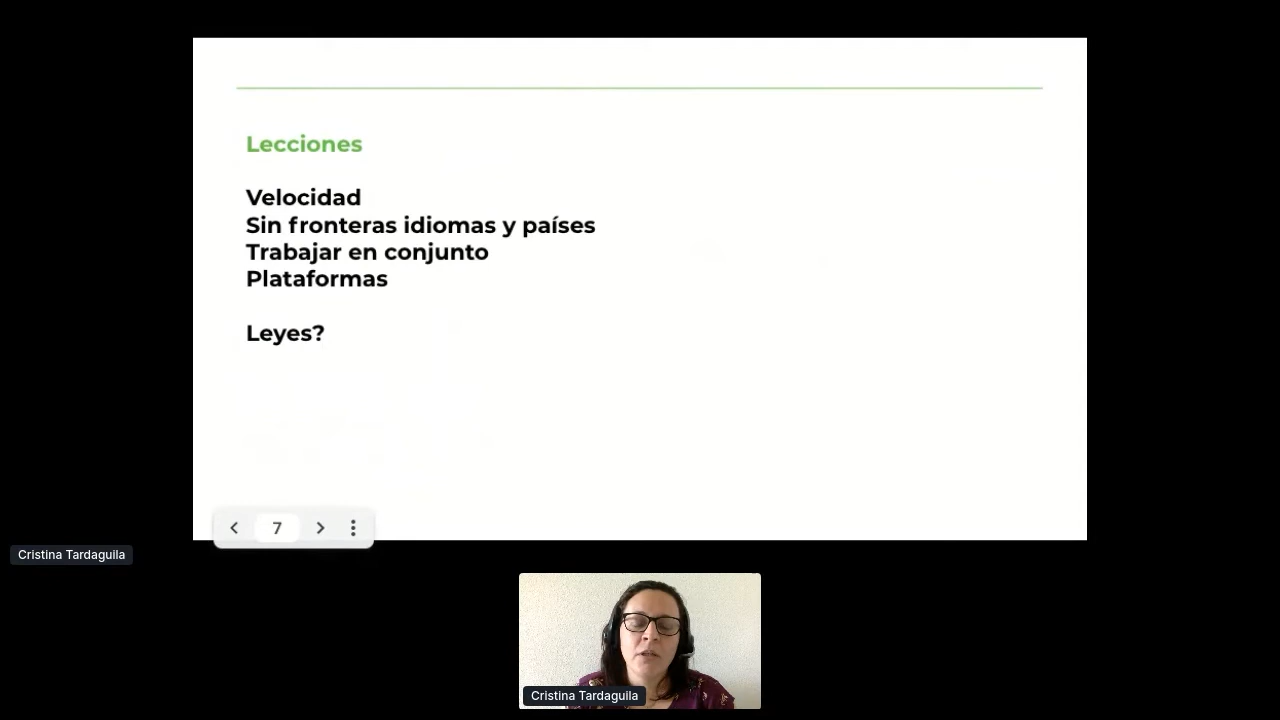 Lecciones
Velocidad
Sin fronteras idiomas y países
Trabajar en conjunto
Plataformas
Leyes?
7
Cristina Tardaguila
Cristina Tardaguila